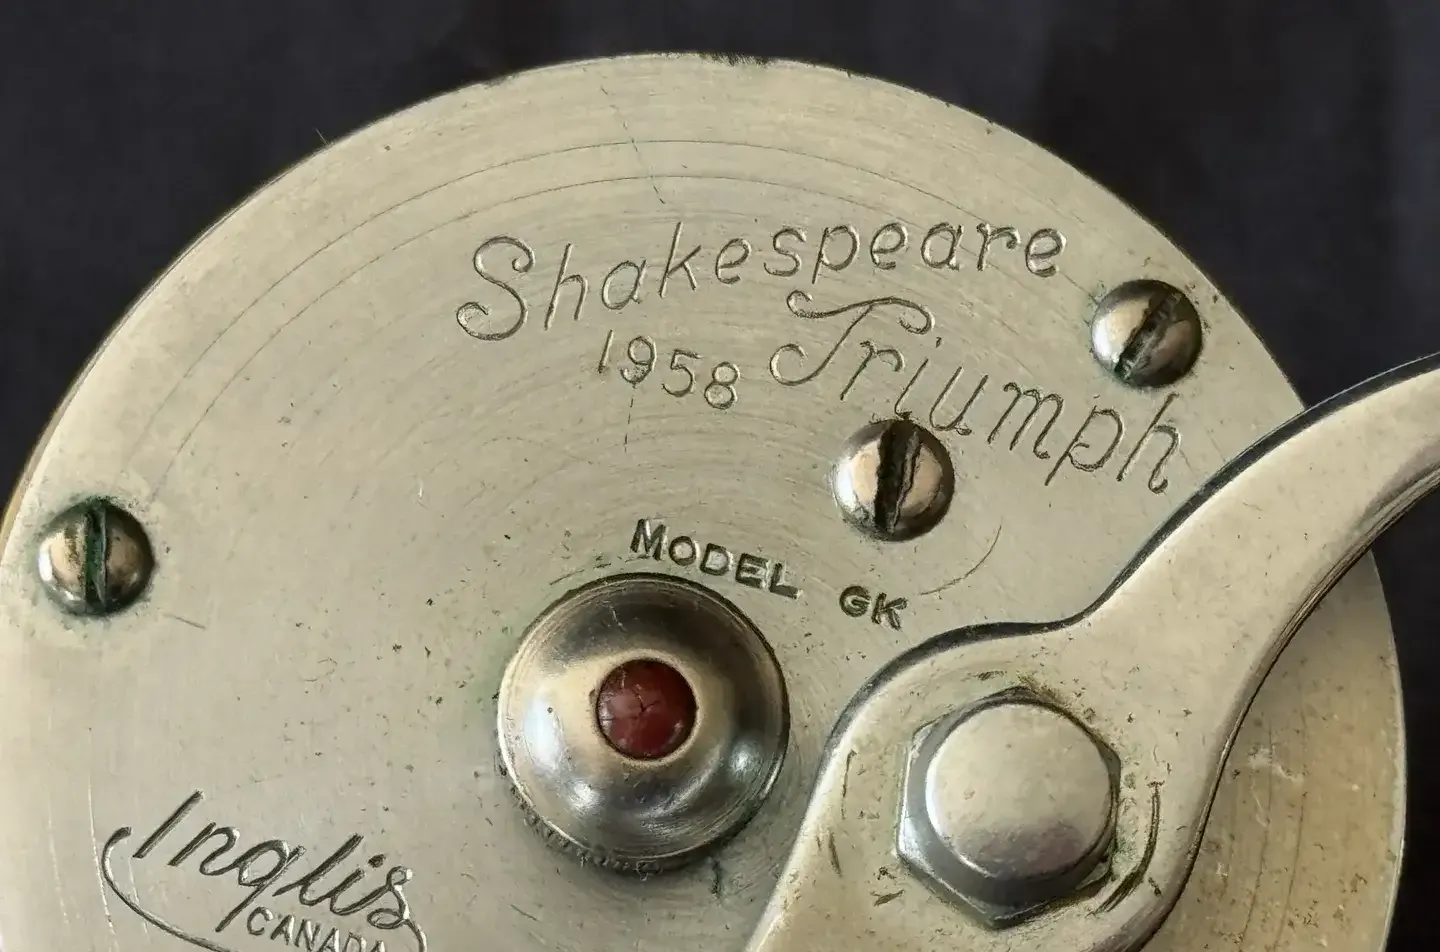 Shakespeare
1958 Triumph
MODEL GK
Inglis
CANADA